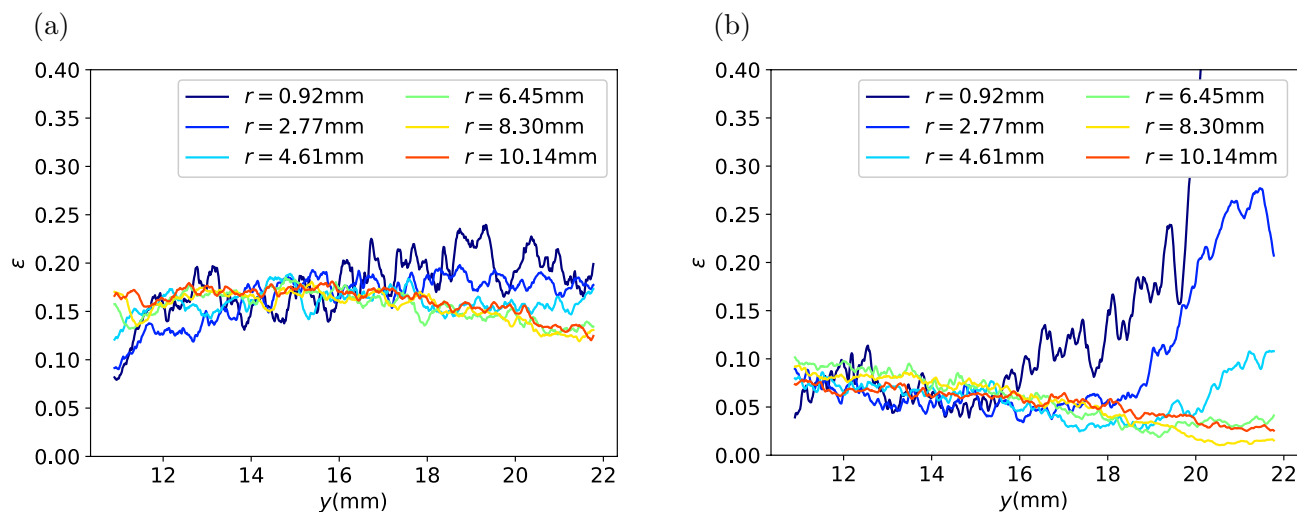 (a)
0.40
0.35
0.30
0.25
0.20
0.15
0.10
0.05
0.00
ε
12 14 16 18 20 22
y(mm)
r = 0.92mm
r = 2.77mm
r = 4.61mm
r = 6.45mm
r = 8.30mm
r = 10.14mm
(b)
0.40
0.35
0.30
0.25
0.20
0.15
0.10
0.05
0.00
ε
12 14 16 18 20 22
y(mm)
r = 0.92mm
r = 2.77mm
r = 4.61mm
r = 6.45mm
r = 8.30mm
r = 10.14mm